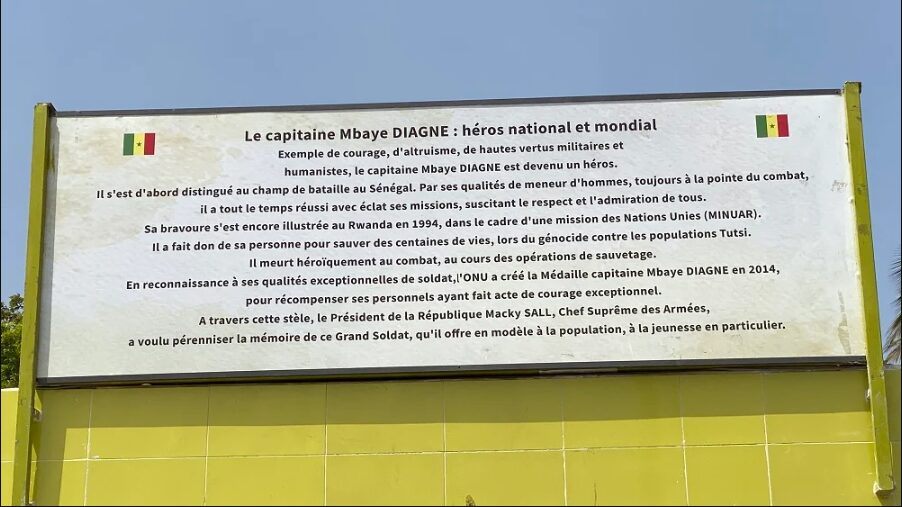 Le capitaine Mbaye DIAGNE : héros national et mondial
Exemple de courage, d'altruisme, de hautes vertus militaires et
humanistes, le capitaine Mbaye DIAGNE est devenu un héros.
Il s'est d'abord distingué au champ de bataille au Sénégal. Par ses qualités de meneur d'hommes, toujours à la pointe du combat,
il a tout le temps réussi avec éclat ses missions, suscitant le respect et l'admiration de tous.
Sa bravoure s'est encore illustrée au Rwanda en 1994, dans le cadre d'une mission des Nations Unies (MINUAR).
Il a fait don de sa personne pour sauver des centaines de vies, lors du génocide contre les populations Tutsi.
Il meurt héroïquement au combat, au cours des opérations de sauvetage.
En reconnaissance à ses qualités exceptionnelles de soldat,l'ONU a créé la Médaille capitaine Mbaye DIAGNE en 2014,
pour récompenser ses personnels ayant fait acte de courage exceptionnel.
A travers cette stèle, le Président de la République Macky SALL, Chef Suprême des Armées,
a voulu pérenniser la mémoire de ce Grand Soldat, qu'il offre en modèle à la population, à la jeunesse en particulier.